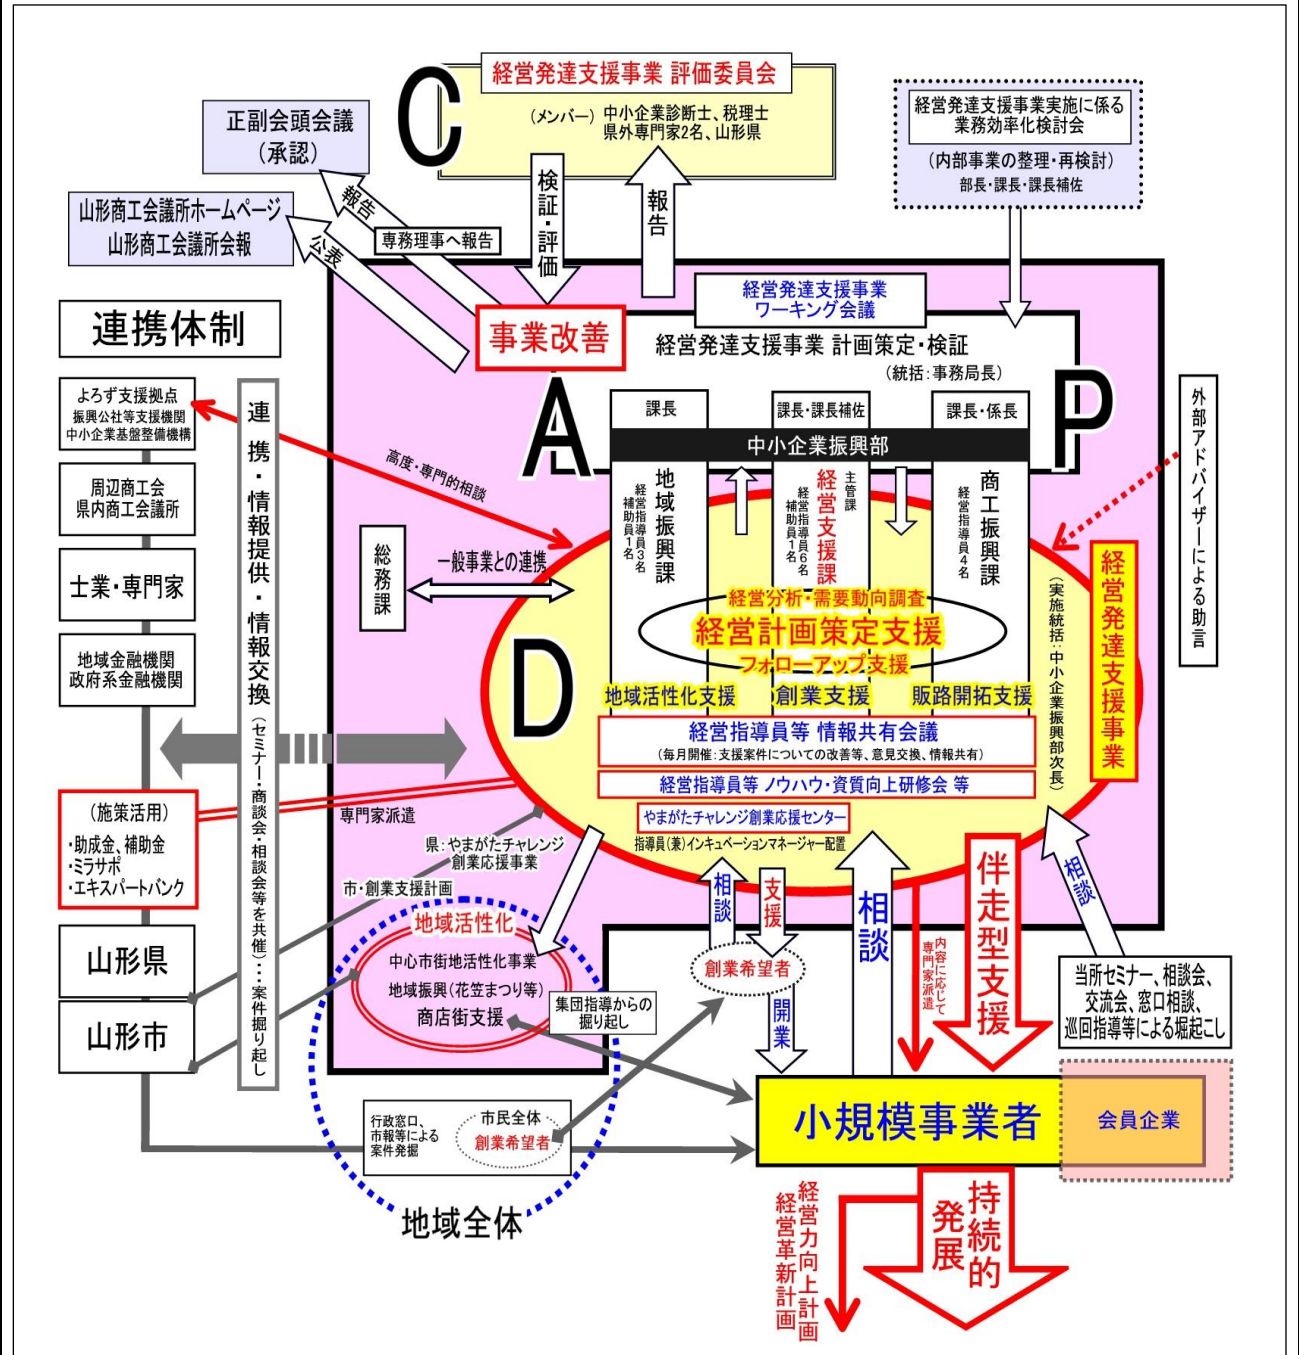 経営発達支援事業 評価委員会
C
(メンバー) 中小企業診断士、税理士
県外専門家2名、山形県
経営発達支援事業実施に係る
業務効率化検討会
(内部事業の整理・再検討)
部長・課長・課長補佐
正副会頭会議
(承認)
山形商工会議所ホームページ
山形商工会議所会報
報告
公表
専務理事へ報告
検証・評価
報告
経営発達支援事業
ワーキング会議
事業改善
経営発達支援事業 計画策定・検証
(統括:事務局長)
A
P
課長
課長・課長補佐
課長・係長
中小企業振興部
地域振興課
経営指導員3名
補助員1名
主管課
経営支援課
経営指導員6名
補助員1名
商工振興課
経営指導員4名
外部アドバイザーによる助言
連携体制
よろず支援拠点
振興公社等支援機関
中小企業基盤整備機構
周辺商工会
県内商工会議所
士業・専門家
地域金融機関
政府系金融機関
(施策活用)
・助成金、補助金
・ミラサポ
・エキスパートバンク
山形県
山形市
連携・情報提供・情報交換(セミナー・商談会・相談会等を共催)・・・案件掘り起し
高度・専門的相談
総務課
一般事業との連携
D
経営分析・需要動向調査
経営計画策定支援
フォローアップ支援
地域活性化支援
創業支援
販路開拓支援
経営指導員等 情報共有会議
(毎月開催:支援案件についての改善等、意見交換、情報共有)
経営指導員等 ノウハウ・資質向上研修会 等
やまがたチャレンジ創業応援センター
指導員(兼)インキュベーションマネージャー配置
(実施統括:中小企業振興部次長)
経営発達支援事業
専門家派遣
県:やまがたチャレンジ
創業応援事業
市・創業支援計画
地域活性化
中心市街地活性化事業
地域振興(花笠まつり等)
商店街支援
集団指導からの
掘り起し
相談
支援
創業希望者
開業
相談
内容に応じて
専門家派遣
伴走型支援
相談
当所セミナー、相談会、
交流会、窓口相談、
巡回指導等による堀起こし
行政窓口、
市報等による
案件発掘
市民全体
創業希望者
地域全体
小規模事業者
会員企業
経営力向上計画
経営革新計画
持続的
発展